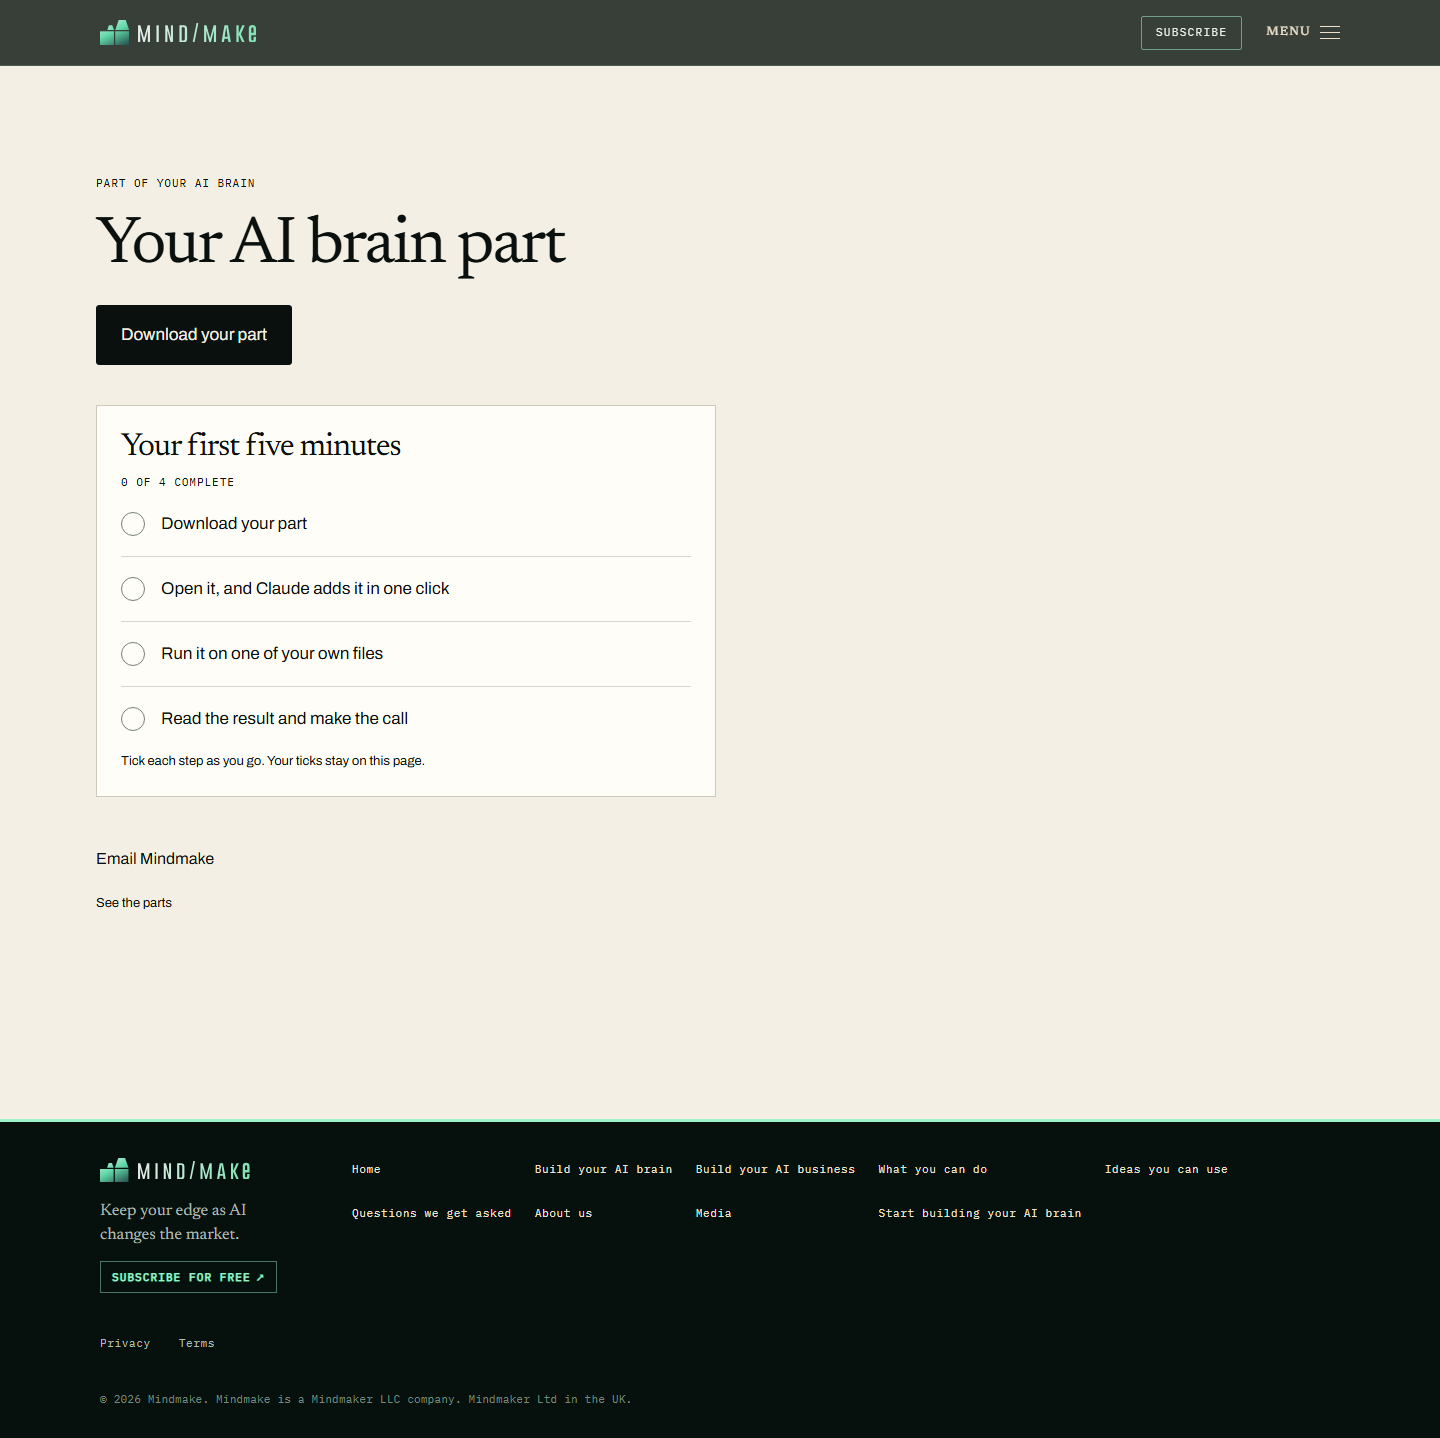 MIND/MAKE
SUBSCRIBE
MENU
PART OF YOUR AI BRAIN
Your AI brain part
Download your part
Your first five minutes
0 OF 4 COMPLETE
Download your part
Open it, and Claude adds it in one click
Run it on one of your own files
Read the result and make the call
Tick each step as you go. Your ticks stay on this page.
Email Mindmake
See the parts
MIND/MAKE
Keep your edge as AI
changes the market.
SUBSCRIBE FOR FREE ↗
Home
Build your AI brain
Build your AI business
What you can do
Ideas you can use
Questions we get asked
About us
Media
Start building your AI brain
Privacy
Terms
© 2026 Mindmake. Mindmake is a Mindmaker LLC company. Mindmaker Ltd in the UK.